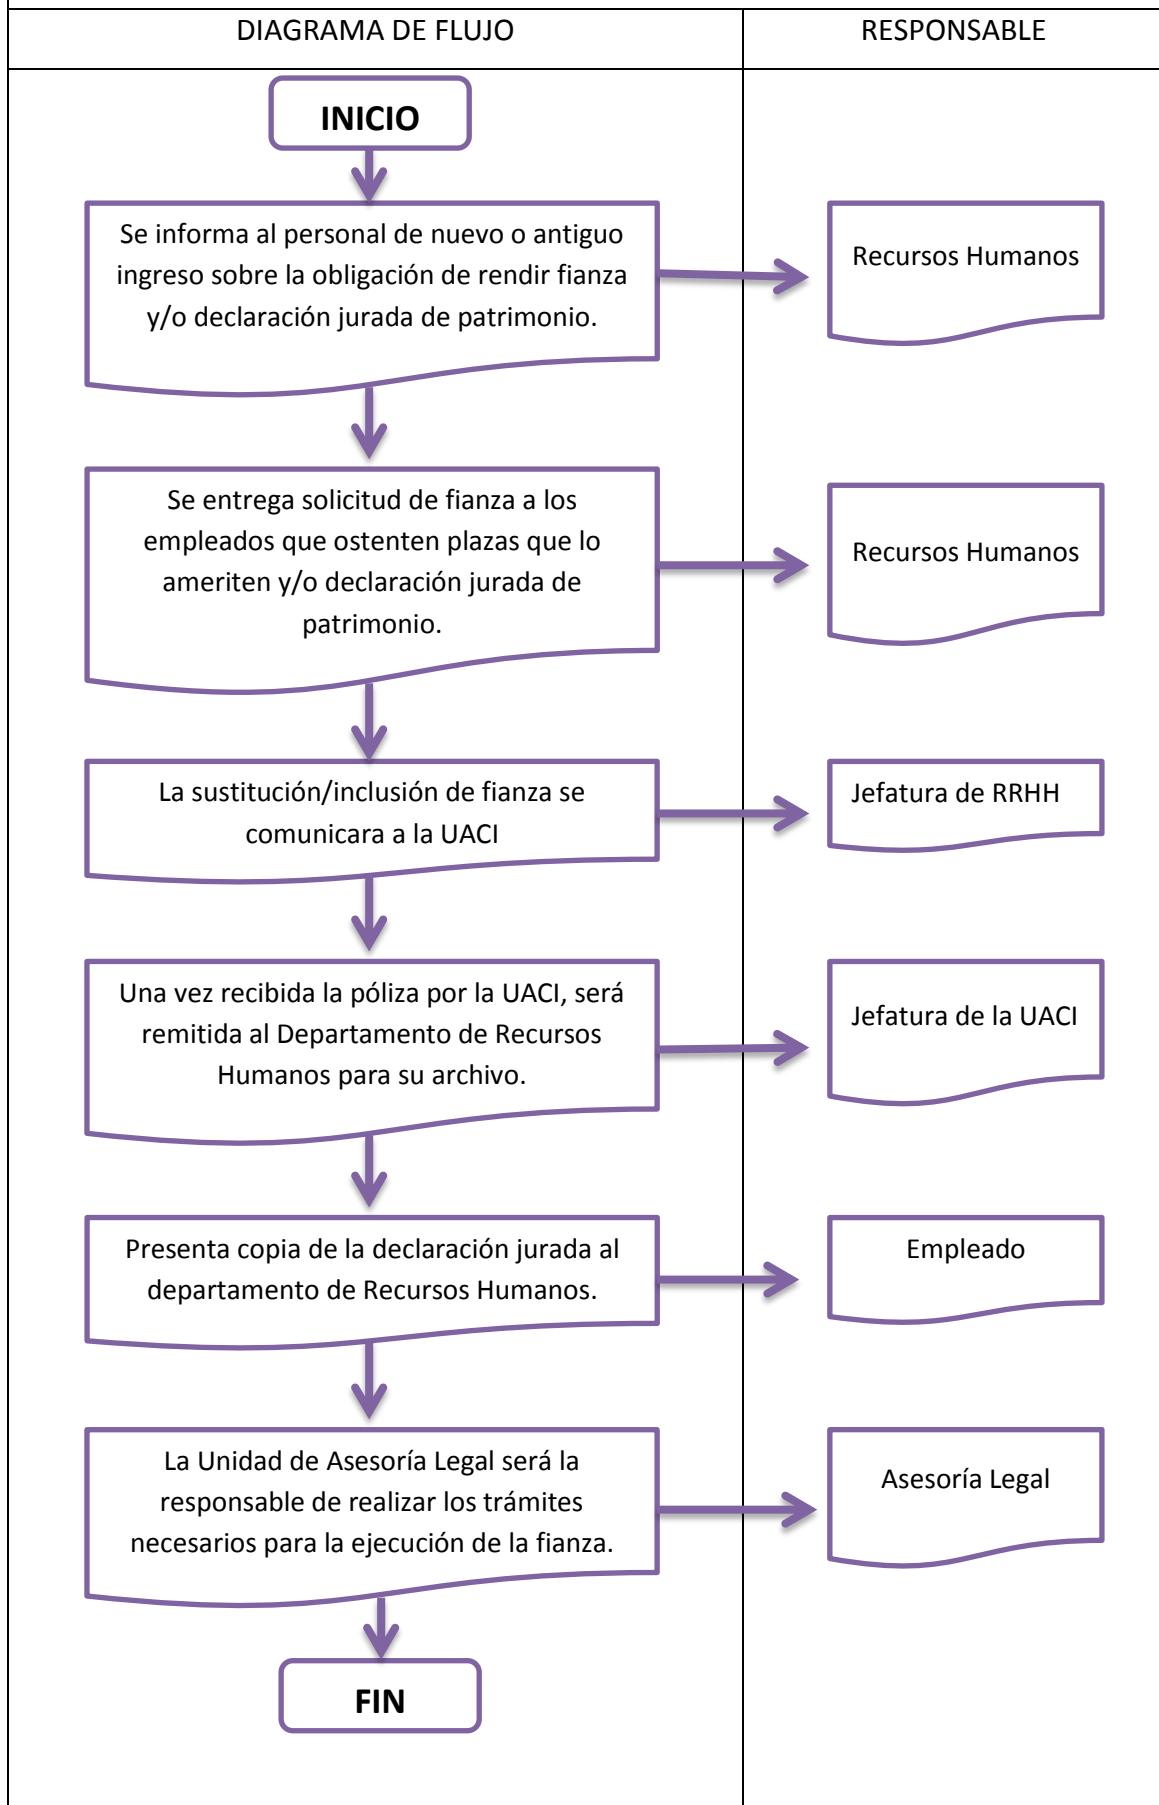 DIAGRAMA DE FLUJO
RESPONSABLE
INICIO
Se informa al personal de nuevo o antiguo
ingreso sobre la obligación de rendir fianza
y/o declaración jurada de patrimonio.
Recursos Humanos
Se entrega solicitud de fianza a los
empleados que ostenten plazas que lo
ameriten y/o declaración jurada de
patrimonio.
Recursos Humanos
La sustitución/inclusión de fianza se
comunicara a la UACI
Jefatura de RRHH
Una vez recibida la póliza por la UACI, será
remitida al Departamento de Recursos
Humanos para su archivo.
Jefatura de la UACI
Presenta copia de la declaración jurada al
departamento de Recursos Humanos.
Empleado
La Unidad de Asesoría Legal será la
responsable de realizar los trámites
necesarios para la ejecución de la fianza.
Asesoría Legal
FIN